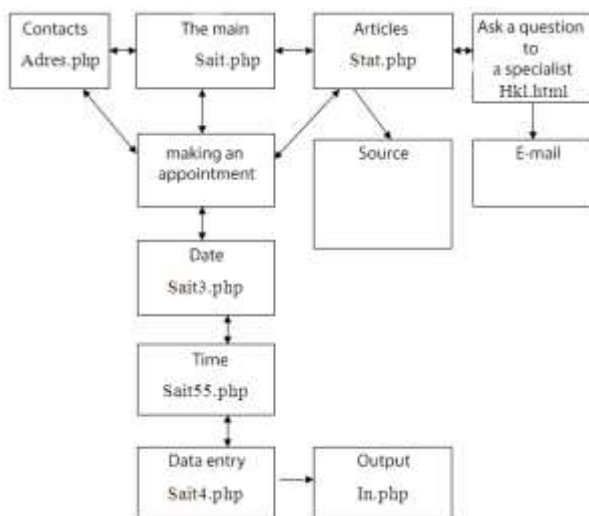 Contacts
Adres.php
The main
Sait.php
Articles
Stat.php
Ask a question
to
a specialist
Hkl.html
making an
appointment
Source
E-mail
Date
Sait3.php
Time
Sait55.php
Data entry
Sait4.php
Output
In.php